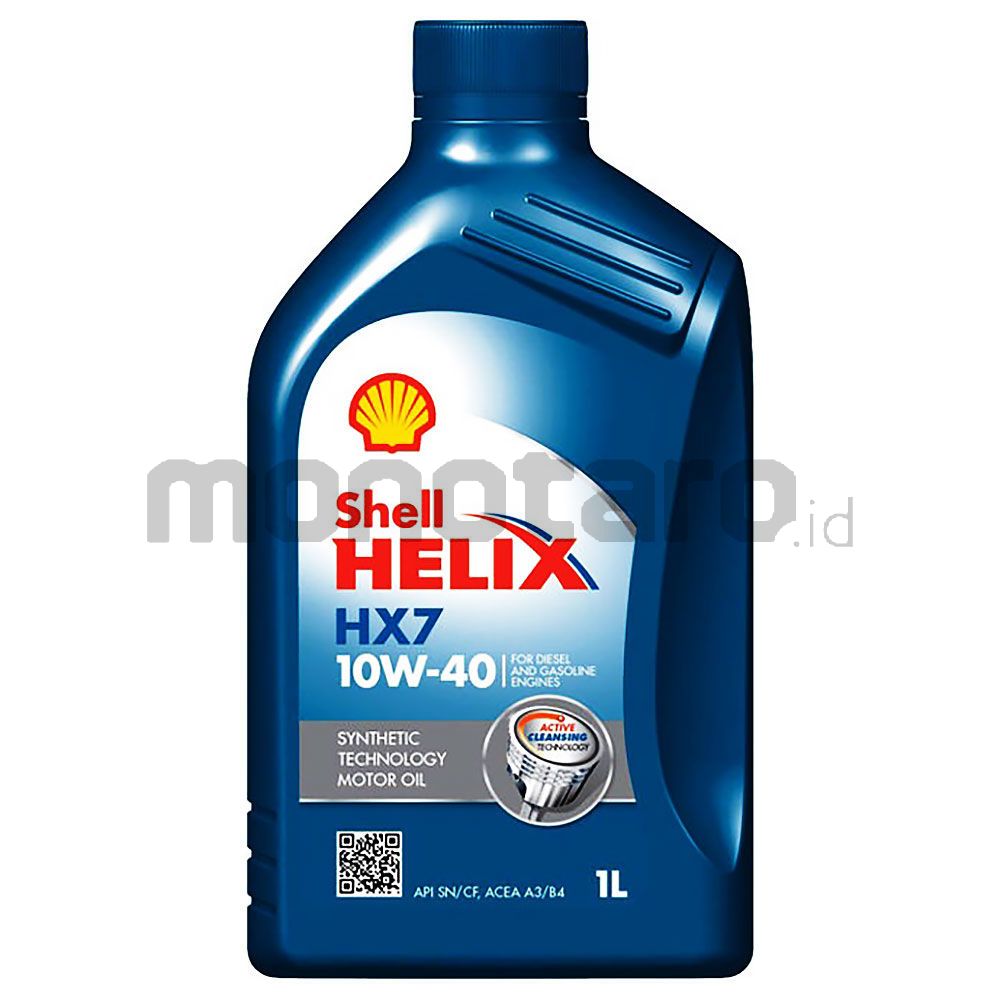 monotaro.id
Shell
HELIX
HX7
10W-40
FOR DIESEL
AND GASOLINE
ENGINES
SYNTHETIC
TECHNOLOGY
MOTOR OIL
ACTIVE
CLEANSING
TECHNOLOGY
API SN/CF, ACEA A3/B4
1L